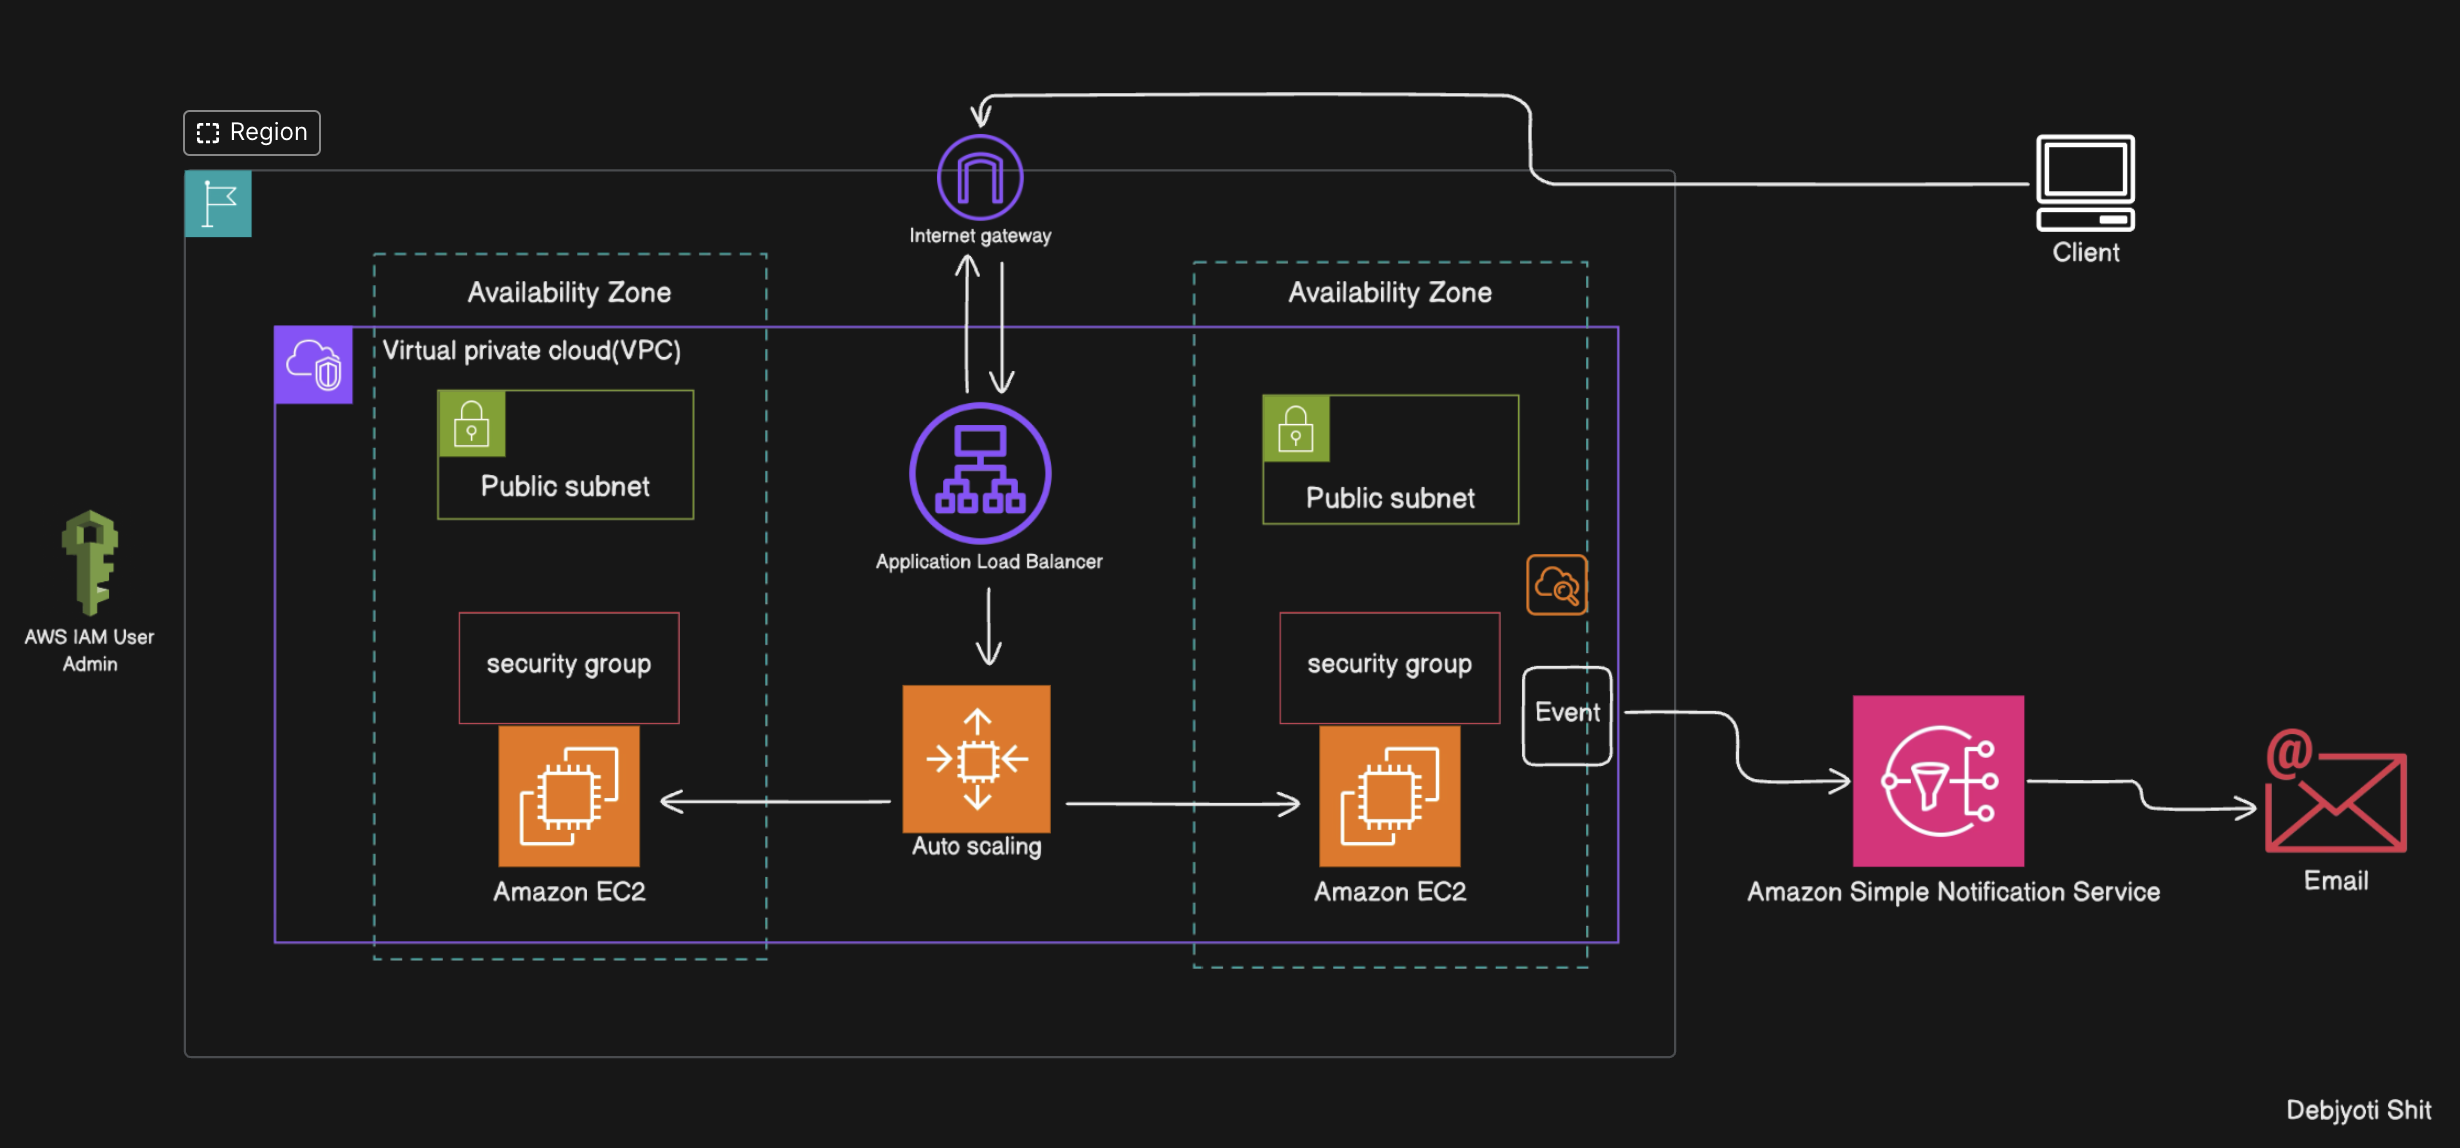 Region
Client
Internet gateway
Availability Zone
Availability Zone
Virtual private cloud(VPC)
Public subnet
Public subnet
Application Load Balancer
AWS IAM User
Admin
security group
security group
Event
Auto scaling
Amazon EC2
Amazon EC2
Amazon Simple Notification Service
@
Email
Debjyoti Shit